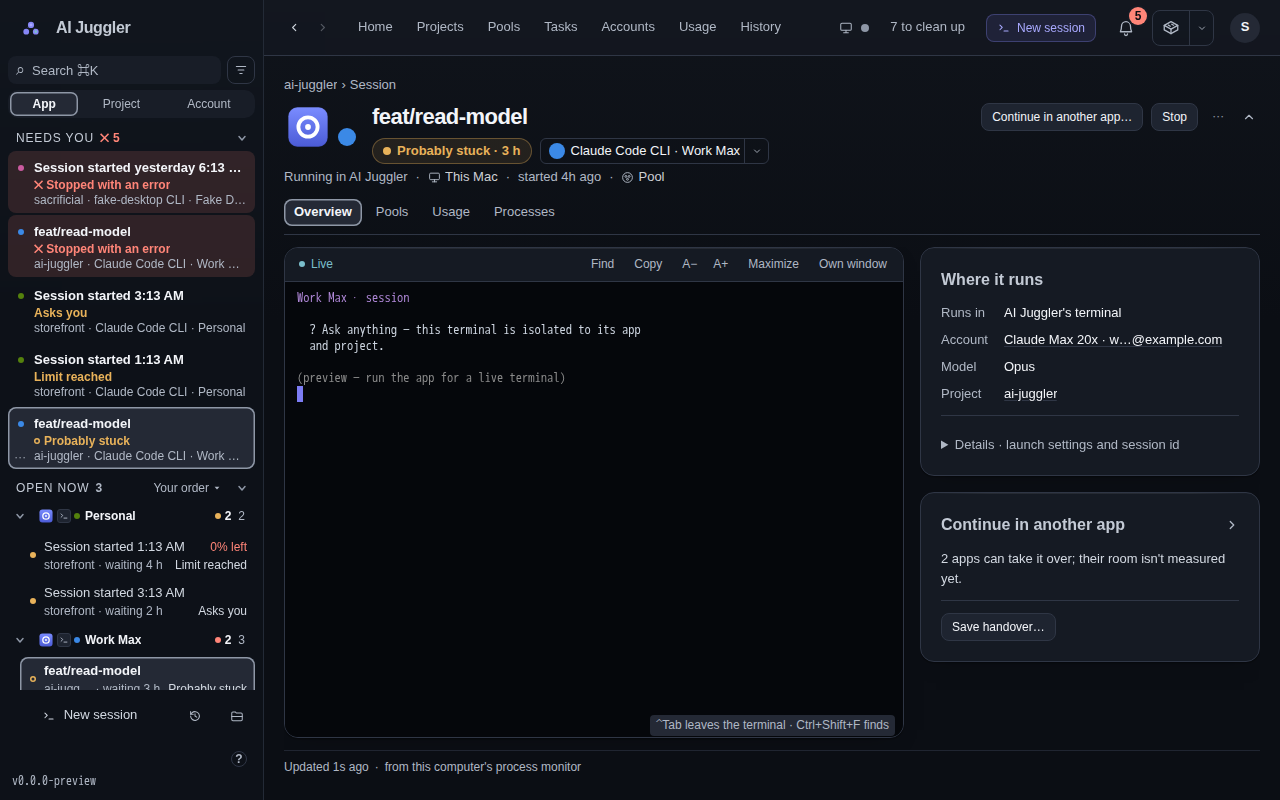 AI Juggler
Search ⌘K
App Project Account
NEEDS YOU 5
Session started yesterday 6:13 …
Stopped with an error
sacrificial · fake-desktop CLI · Fake D…
feat/read-model
Stopped with an error
ai-juggler · Claude Code CLI · Work …
Session started 3:13 AM
Asks you
storefront · Claude Code CLI · Personal
Session started 1:13 AM
Limit reached
storefront · Claude Code CLI · Personal
feat/read-model
Probably stuck
… ai-juggler · Claude Code CLI · Work …
OPEN NOW 3 Your order
Personal 2 2
Session started 1:13 AM 0% left
storefront · waiting 4 h Limit reached
Session started 3:13 AM
storefront · waiting 2 h Asks you
Work Max 2 3
feat/read-model
ai-jugg… · waiting 3 h Probably stuck
New session
?
v0.0.0-preview
Home Projects Pools Tasks Accounts Usage History 7 to clean up New session 5 S
ai-juggler › Session
feat/read-model
Continue in another app… Stop …
Probably stuck · 3 h Claude Code CLI · Work Max
Running in AI Juggler · This Mac · started 4h ago · Pool
Overview Pools Usage Processes
Live Find Copy A− A+ Maximize Own window
Work Max · session
? Ask anything — this terminal is isolated to its app
and project.
(preview — run the app for a live terminal)
^Tab leaves the terminal · Ctrl+Shift+F finds
Where it runs
Runs in AI Juggler's terminal
Account Claude Max 20x · w…@example.com
Model Opus
Project ai-juggler
Details · launch settings and session id
Continue in another app
2 apps can take it over; their room isn't measured
yet.
Save handover…
Updated 1s ago · from this computer's process monitor